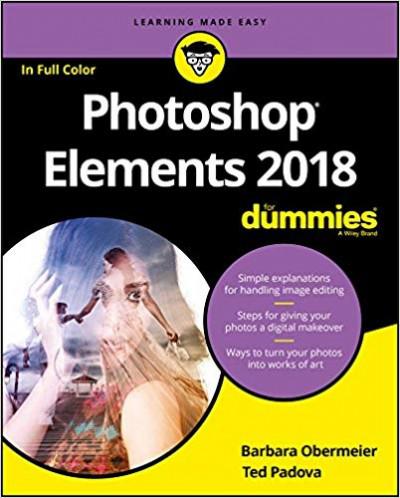 LEARNING MADE EASY
In Full Color
Photoshop®
Elements 2018
for
dummies®
A Wiley Brand
Simple explanations
for handling image editing
Steps for giving your
photos a digital makeover
Ways to turn your photos
into works of art
Barbara Obermeier
Ted Padova